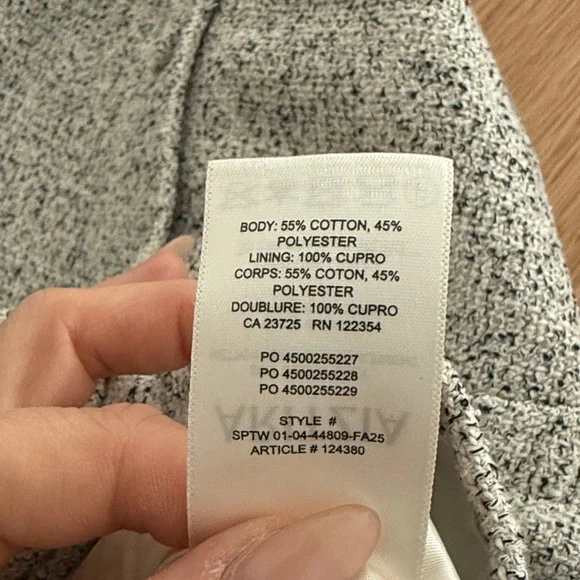 BODY: 55% COTTON, 45%
POLYESTER
LINING: 100% CUPRO
CORPS: 55% COTON, 45%
POLYESTER
DOUBLURE: 100% CUPRO
CA 23725 RN 122354
PO 4500255227
PO 4500255228
PO 4500255229
ARITZIA
STYLE #
SPTW 01-04-44809-FA25
ARTICLE # 124380